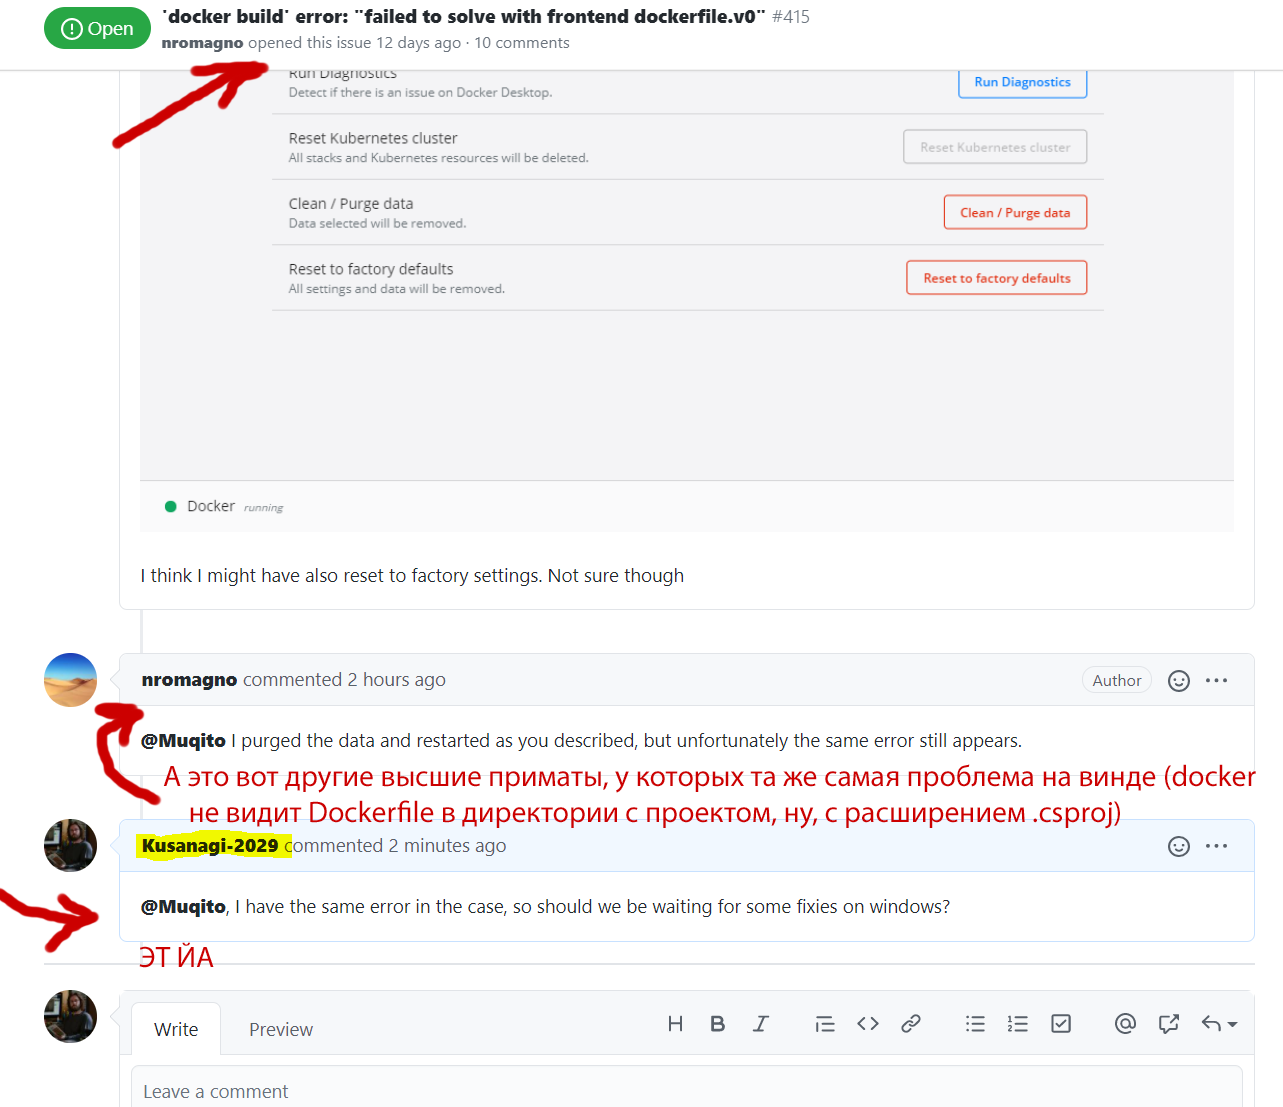 Open
'docker build' error: "failed to solve with frontend dockerfile.v0" #415
nromagno opened this issue 12 days ago · 10 comments
Run Diagnostics
Detect if there is an issue on Docker Desktop.
Run Diagnostics
Reset Kubernetes cluster
All stacks and Kubernetes resources will be deleted.
Reset Kubernetes cluster
Clean / Purge data
Data selected will be removed.
Clean / Purge data
Reset to factory defaults
All settings and data will be removed.
Reset to factory defaults
Docker running
I think I might have also reset to factory settings. Not sure though
nromagno commented 2 hours ago
Author
@Muqito I purged the data and restarted as you described, but unfortunately the same error still appears.
А это вот другие высшие приматы, у которых та же самая проблема на винде (docker
не видит Dockerfile в директории с проектом, ну, с расширением .csproj)
Kusanagi-2029 commented 2 minutes ago
@Muqito, I have the same error in the case, so should we be waiting for some fixies on windows?
ЭТ ЙА
Write
Preview
Leave a comment